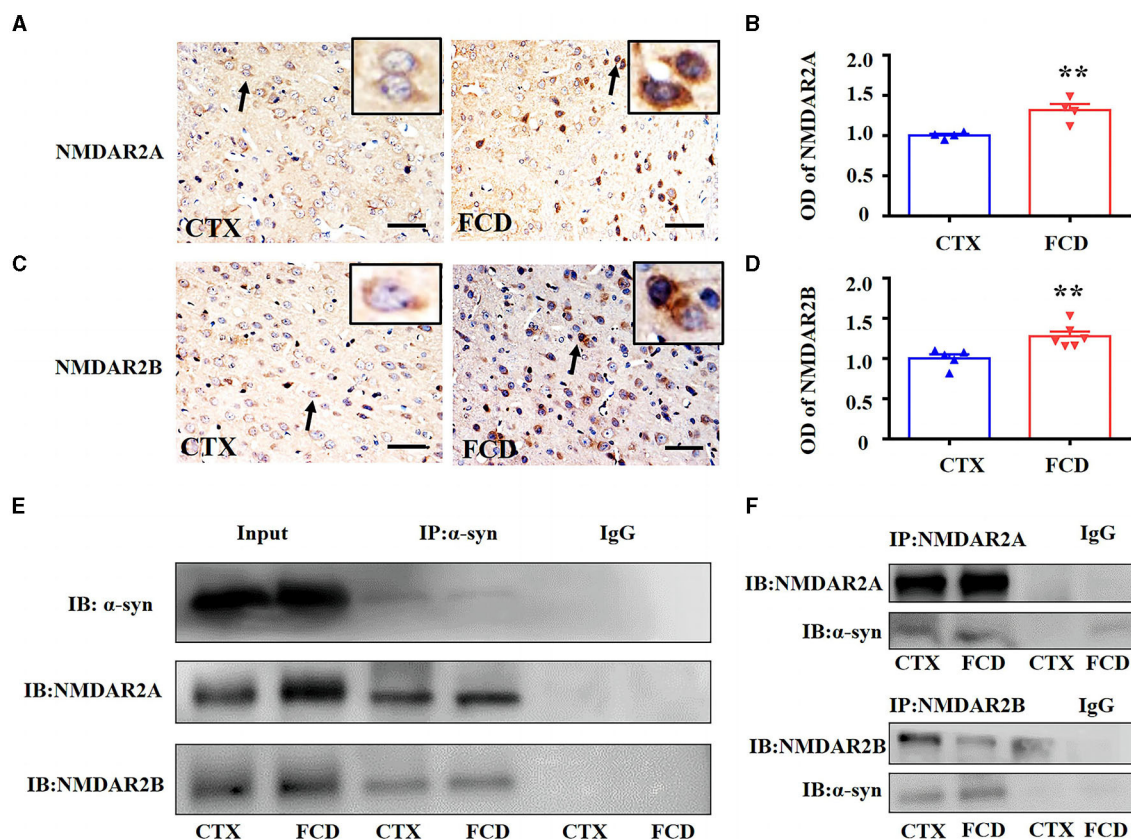 A
NMDAR2A
CTX
FCD
B
OD of NMDAR2A
2.0
1.5
1.0
0.5
0
**
CTX
FCD
C
NMDAR2B
CTX
FCD
D
OD of NMDAR2B
2.0
1.5
1.0
0.5
0
**
CTX
FCD
E
Input IP:α-syn IgG
IB: α-syn
IB:NMDAR2A
IB:NMDAR2B
CTX FCD CTX FCD CTX FCD
F
IP:NMDAR2A IgG
IB:NMDAR2A
IB:α-syn
CTX FCD CTX FCD
IP:NMDAR2B IgG
IB:NMDAR2B
IB:α-syn
CTX FCD CTX FCD